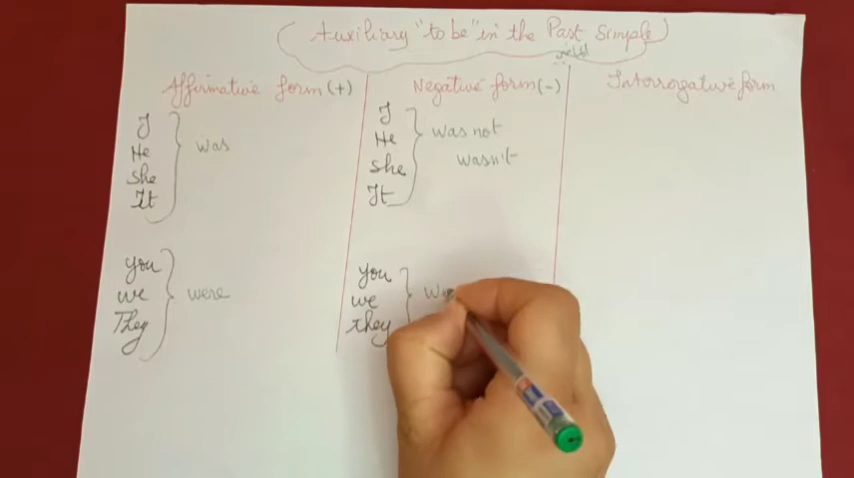 Auxiliary "to be" in the Past Simple
Affirmative form (+)
I
He
She
It
was
you
we
They
were
Negative form (-)
I
He
She
It
was not
wasn't
you
we
they
Interrogative form